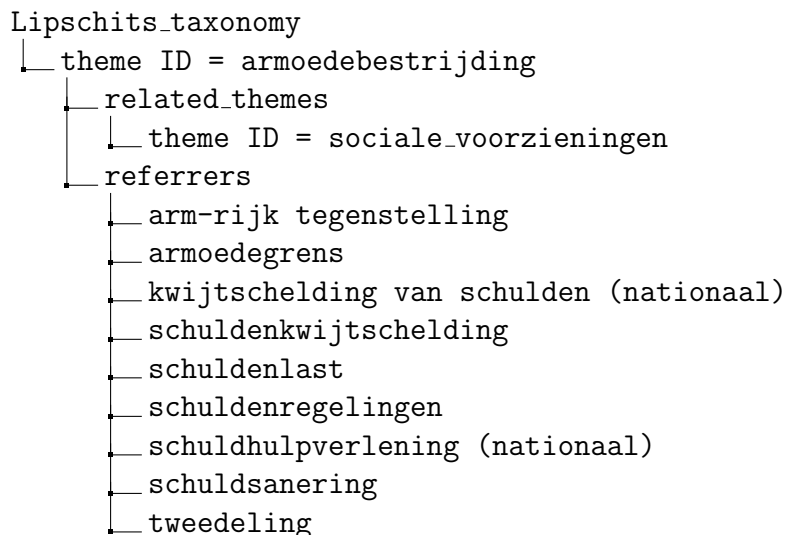 Lipschits_taxonomy
theme ID = armoedebestrijding
related_themes
theme ID = sociale_voorzieningen
referrers
arm-rijk tegenstelling
armoedegrens
kwijtschelding van schulden (nationaal)
schuldenkwijtschelding
schuldenlast
schuldenregelingen
schuldhulpverlening (nationaal)
schuldsanering
tweedeling